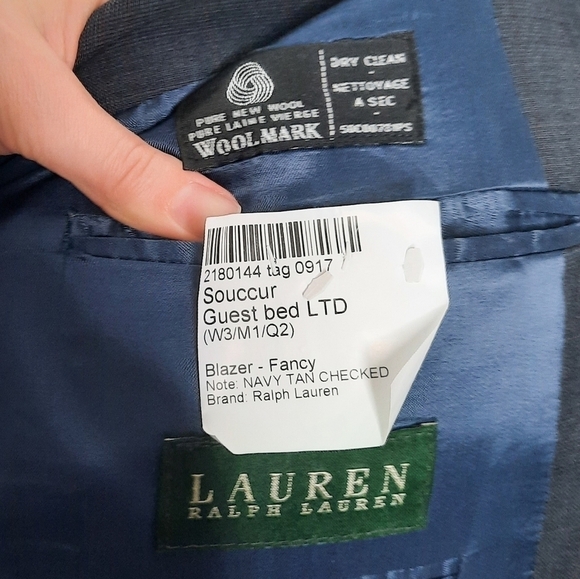 PURE NEW WOOL
PURE LAINE VIERGE
WOOLMARK
DRY CLEAN
-
NETTOYAGE
A SEC
-
2180144 tag 0917
Souccur
Guest bed LTD
(W3/M1/Q2)
Blazer - Fancy
Note: NAVY TAN CHECKED
Brand: Ralph Lauren
LAUREN
RALPH LAUREN